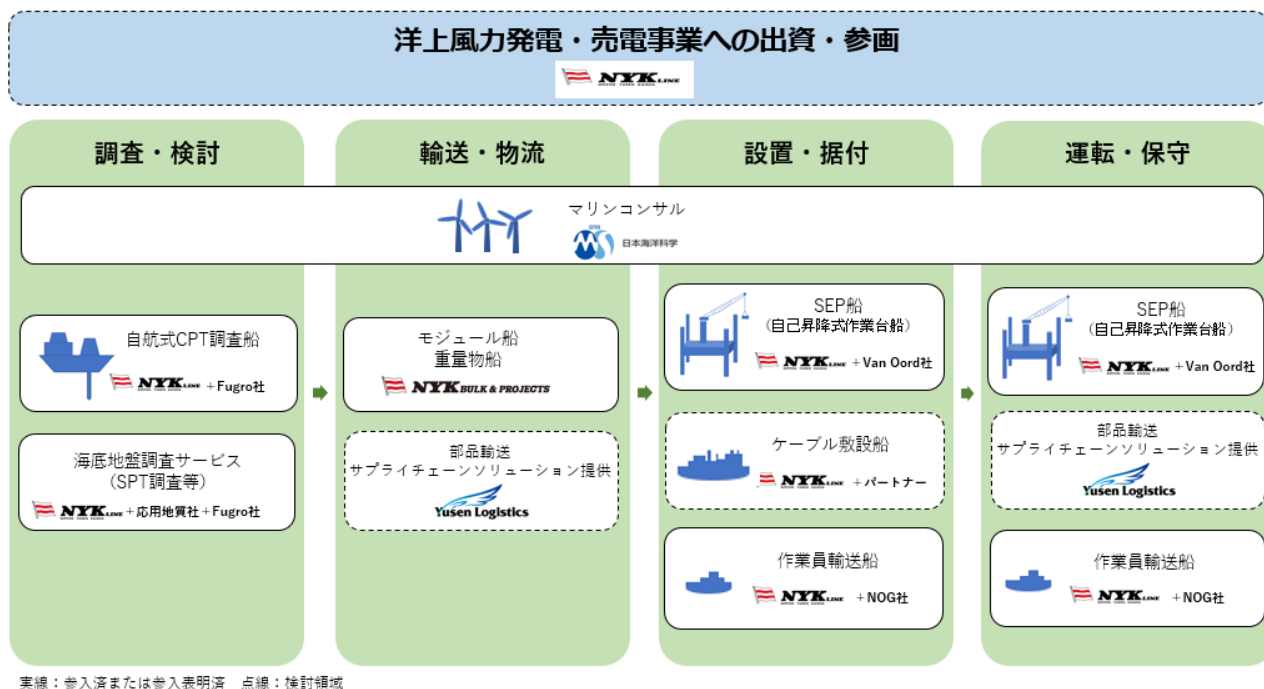 洋上風力発電・売電事業への出資・参画
NYK LINE
NIPPON YUSEN KAISHA
調査・検討
輸送・物流
設置・据付
運転・保守
マリンコンサル
MS 日本海洋科学
自航式CPT調査船
NYK LINE +Fugro社
海底地盤調査サービス
(SPT調査等)
NYK LINE +応用地質社+Fugro社
モジュール船
重量物船
NYK BULK & PROJECTS
部品輸送
サプライチェーンソリューション提供
Yusen Logistics
SEP船
(自己昇降式作業台船)
NYK LINE +Van Oord社
ケーブル敷設船
NYK LINE +パートナー
作業員輸送船
NYK LINE +NOG社
SEP船
(自己昇降式作業台船)
NYK LINE +Van Oord社
部品輸送
サプライチェーンソリューション提供
Yusen Logistics
作業員輸送船
NYK LINE +NOG社
実線:参入済または参入表明済 点線:検討領域